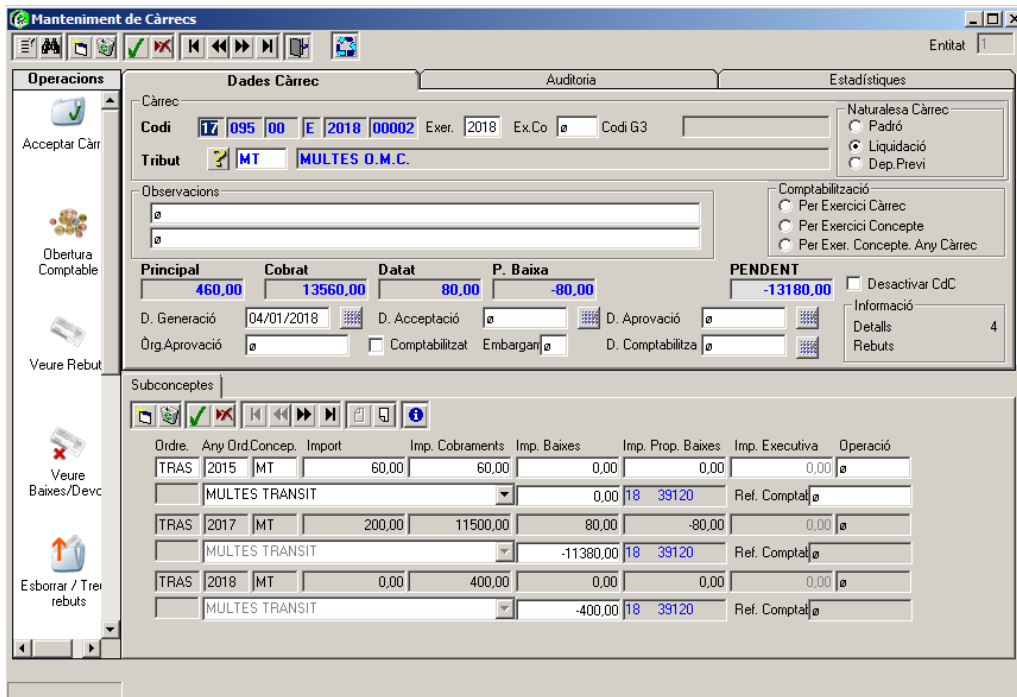 Manteniment de Càrrecs
Entitat 1
Operacions
Dades Càrrec Auditoria Estadístiques
Càrrec
Codi 17 095 00 E 2018 00002 Exer. 2018 Ex.Co ø Codi G3
Tribut ? MT MULTES O.M.C.
Naturalesa Càrrec
Padró
Liquidació
Dep.Previ
Acceptar Càrr
Observacions
ø
ø
Comptabilització
Per Exercici Càrrec
Per Exercici Concepte
Per Exer. Concepte. Any Càrrec
Obertura
Comptable
Principal Cobrat Datat P. Baixa PENDENT
460,00 13560,00 80,00 -80,00 -13180,00 Desactivar CdC
D. Generació 04/01/2018 D. Acceptació ø D. Aprovació ø
Òrg.Aprovació ø Comptabilitzat Embargam ø D. Comptabilitza ø
Informació
Detalls 4
Rebuts
Veure Rebut
Subconceptes
Ordre. Any Ord. Concep. Import Imp. Cobraments Imp. Baixes Imp. Prop. Baixes Imp. Executiva Operació
TRAS 2015 MT 60,00 60,00 0,00 0,00 0,00 ø
MULTES TRANSIT 0,00 18 39120 Ref. Comptab ø
TRAS 2017 MT 200,00 11500,00 80,00 -80,00 0,00 ø
MULTES TRANSIT -11380,00 18 39120 Ref. Comptab ø
TRAS 2018 MT 0,00 400,00 0,00 0,00 0,00 ø
MULTES TRANSIT -400,00 18 39120 Ref. Comptab ø
Veure
Baixes/Devo
Esborrar / Treu
rebuts